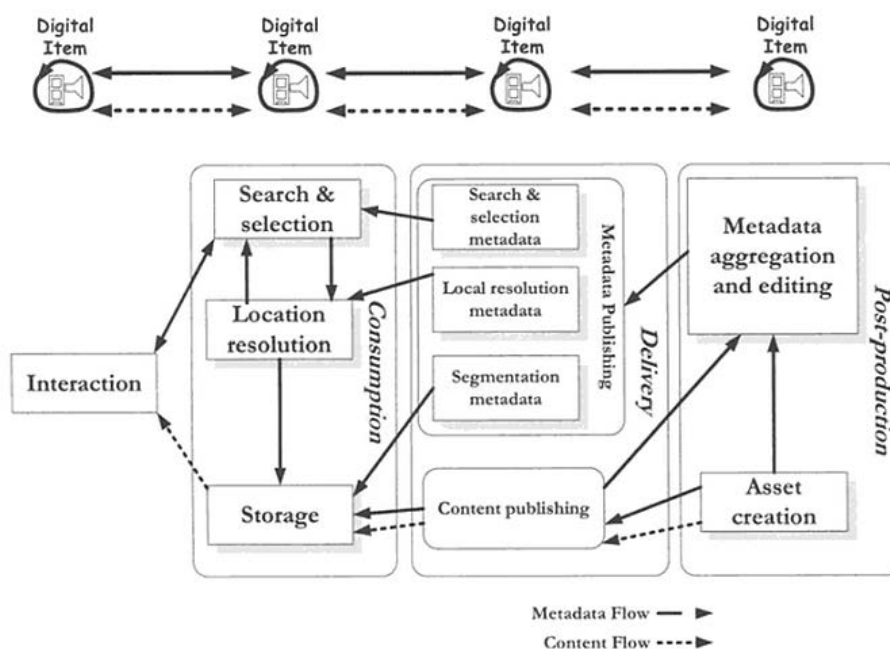 Digital
Item
Digital
Item
Digital
Item
Digital
Item
Search &
selection
Location
resolution
Storage
Consumption
Interaction
Search &
selection
metadata
Local resolution
metadata
Segmentation
metadata
Metadata Publishing
Content publishing
Delivery
Metadada
aggregation
and editing
Asset
creation
Post-production
Metadata Flow
Content Flow